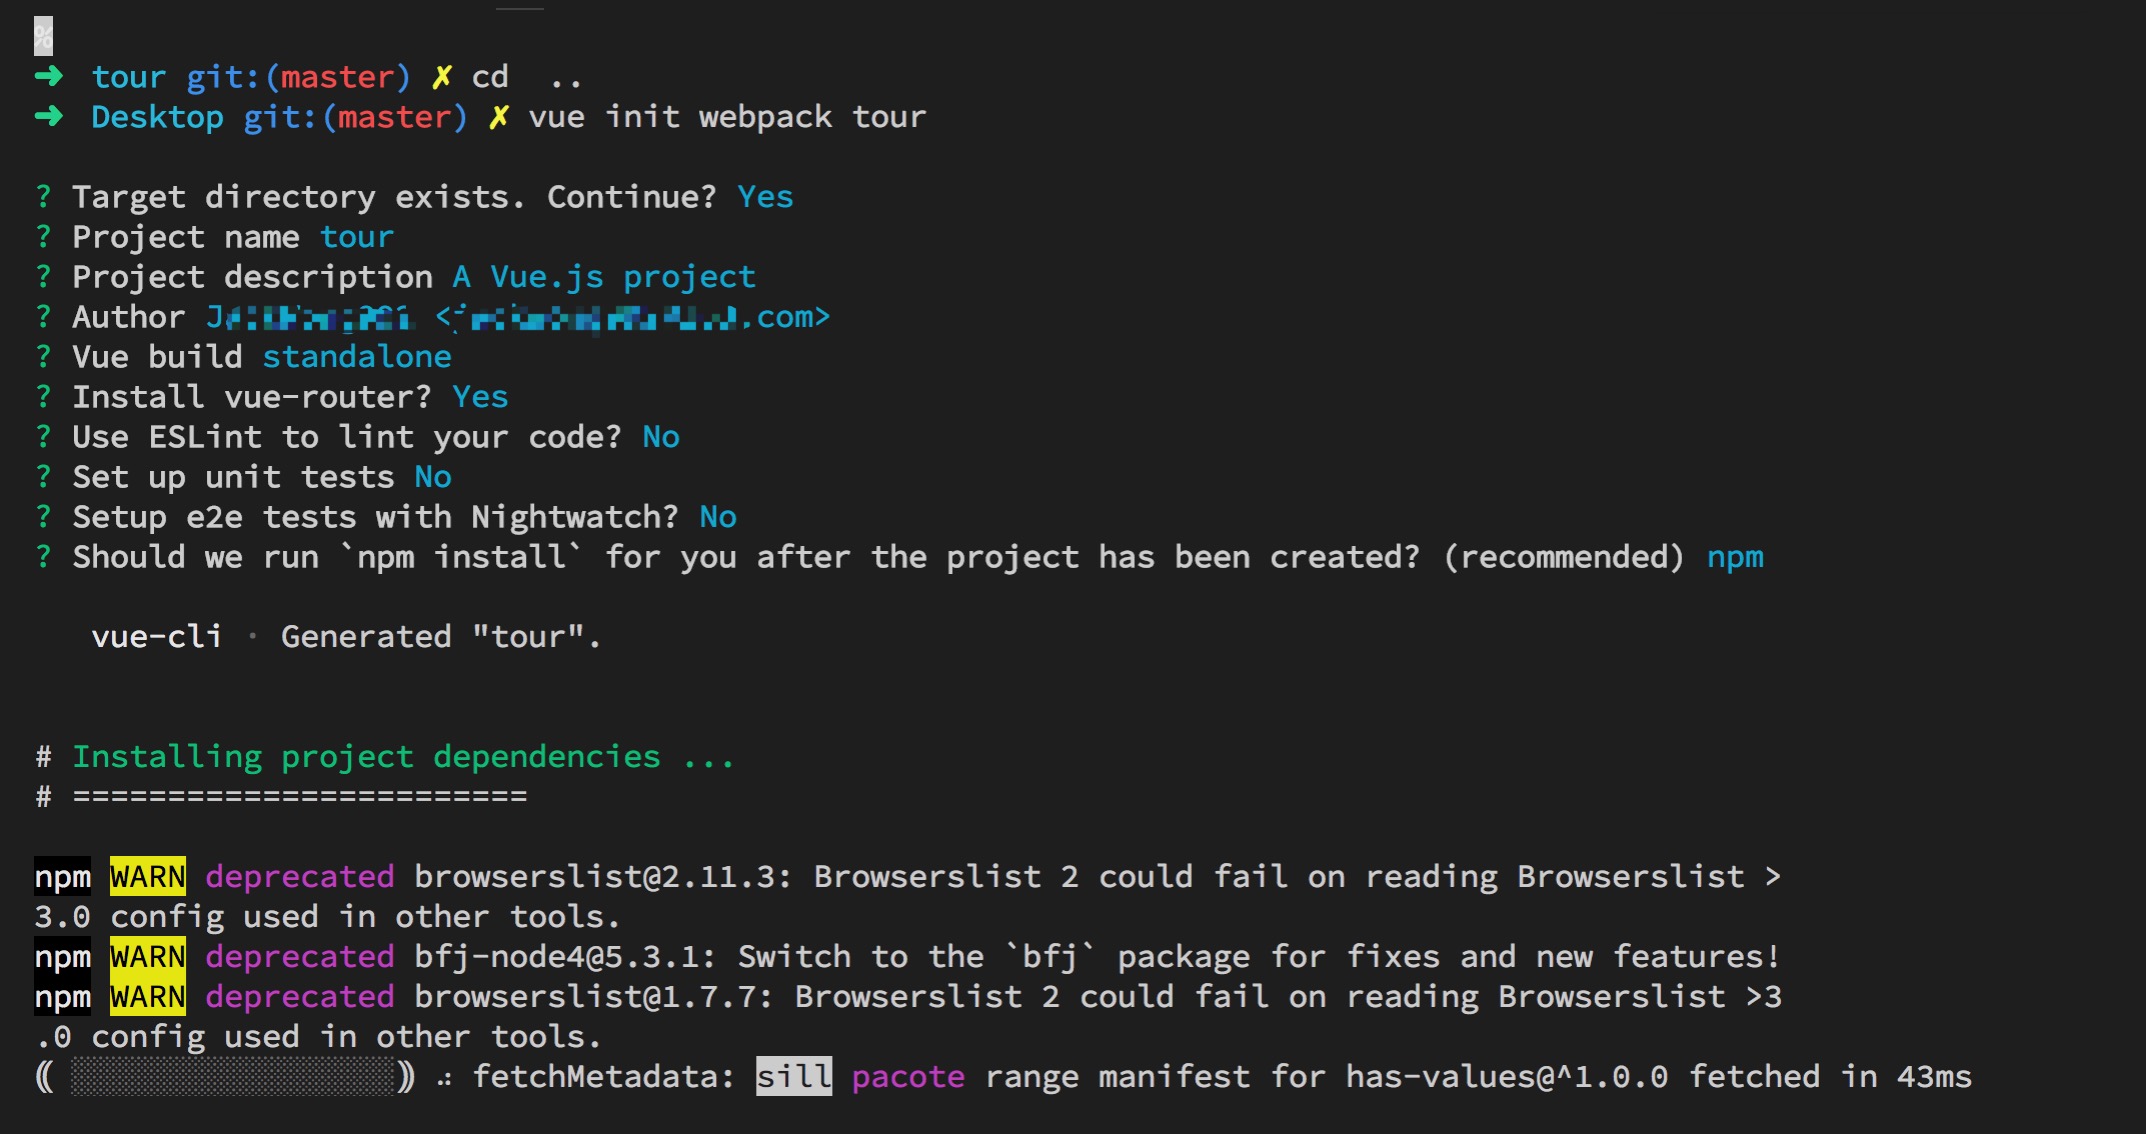 %
➜ tour git:(master) ✗ cd  ..
➜ Desktop git:(master) ✗ vue init webpack tour
? Target directory exists. Continue? Yes
? Project name tour
? Project description A Vue.js project
? Author <.com>
? Vue build standalone
? Install vue-router? Yes
? Use ESLint to lint your code? No
? Set up unit tests No
? Setup e2e tests with Nightwatch? No
? Should we run `npm install` for you after the project has been created? (recommended) npm
vue-cli · Generated "tour".
# Installing project dependencies ...
# ========================
npm WARN deprecated browserslist@2.11.3: Browserslist 2 could fail on reading Browserslist >
3.0 config used in other tools.
npm WARN deprecated bfj-node4@5.3.1: Switch to the `bfj` package for fixes and new features!
npm WARN deprecated browserslist@1.7.7: Browserslist 2 could fail on reading Browserslist >3
.0 config used in other tools.
⸨░░░░░░░░░░░░░░░░░⸩ ⠴ fetchMetadata: sill pacote range manifest for has-values@^1.0.0 fetched in 43ms